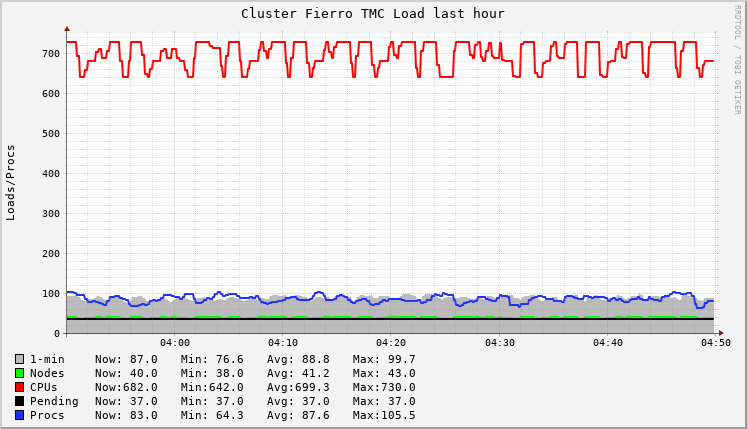 Cluster Fierro TMC Load last hour
RRDTOOL / TOBI OETIKER
Loads/Procs
700
600
500
400
300
200
100
0
04:00 04:10 04:20 04:30 04:40 04:50
1-min Now: 87.0 Min: 76.6 Avg: 88.8 Max: 99.7
Nodes Now: 40.0 Min: 38.0 Avg: 41.2 Max: 43.0
CPUs Now:682.0 Min:642.0 Avg:699.3 Max:730.0
Pending Now: 37.0 Min: 37.0 Avg: 37.0 Max: 37.0
Procs Now: 83.0 Min: 64.3 Avg: 87.6 Max:105.5